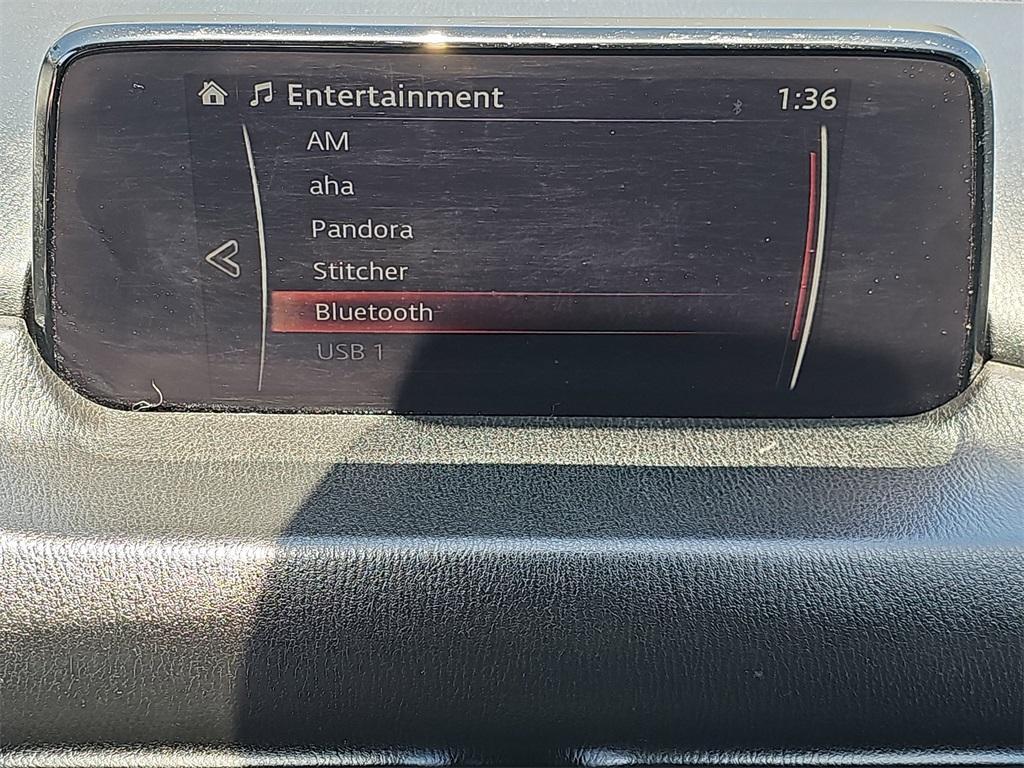 Entertainment 1:36
AM
aha
Pandora
Stitcher
Bluetooth
USB 1